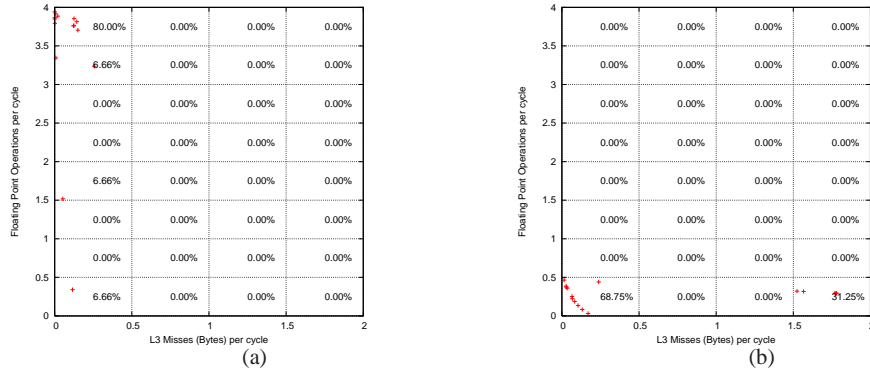 4
3.5
3
2.5
2
1.5
1
0.5
0
Floating Point Operations per cycle
80.00% 0.00% 0.00% 0.00%
6.66% 0.00% 0.00% 0.00%
0.00% 0.00% 0.00% 0.00%
0.00% 0.00% 0.00% 0.00%
6.66% 0.00% 0.00% 0.00%
0.00% 0.00% 0.00% 0.00%
0.00% 0.00% 0.00% 0.00%
6.66% 0.00% 0.00% 0.00%
0 0.5 1 1.5 2
L3 Misses (Bytes) per cycle
(a)
4
3.5
3
2.5
2
1.5
1
0.5
0
Floating Point Operations per cycle
0.00% 0.00% 0.00% 0.00%
0.00% 0.00% 0.00% 0.00%
0.00% 0.00% 0.00% 0.00%
0.00% 0.00% 0.00% 0.00%
0.00% 0.00% 0.00% 0.00%
0.00% 0.00% 0.00% 0.00%
0.00% 0.00% 0.00% 0.00%
68.75% 0.00% 0.00% 31.25%
0 0.5 1 1.5 2
L3 Misses (Bytes) per cycle
(b)